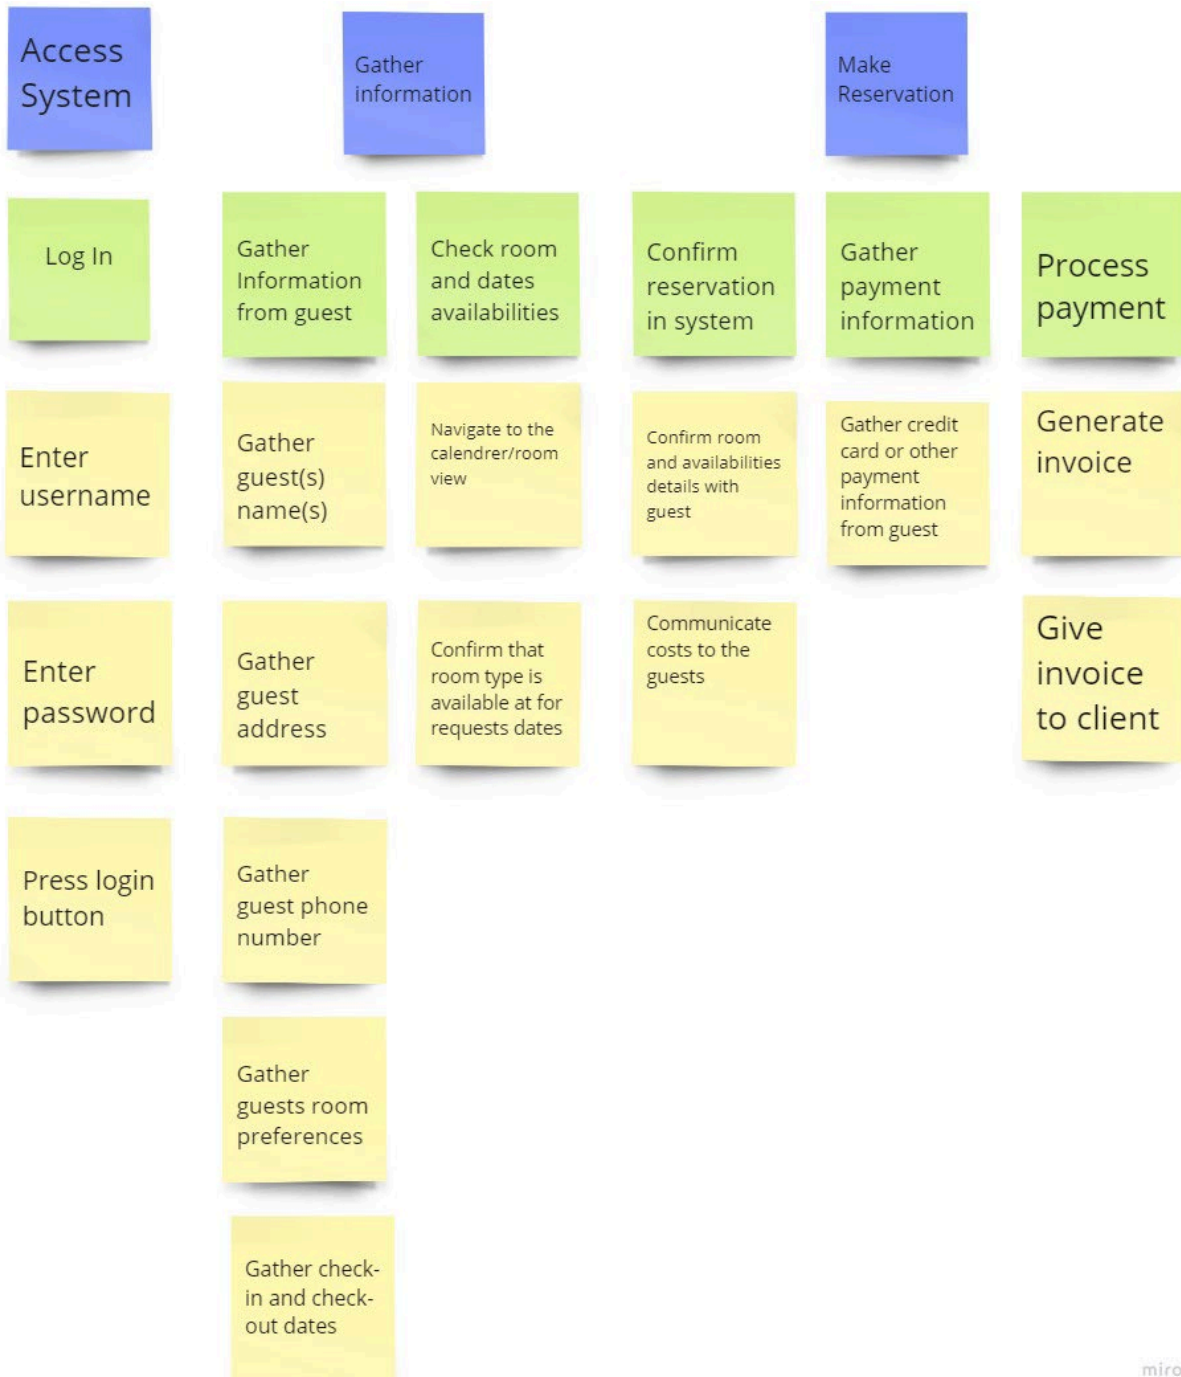 Access
System
Gather
information
Make
Reservation
Log In
Gather
Information
from guest
Check room
and dates
availabilities
Confirm
reservation
in system
Gather
payment
information
Process
payment
Enter
username
Gather
guest(s)
name(s)
Navigate to the
calendrer/room
view
Confirm room
and availabilities
details with
guest
Gather credit
card or other
payment
information
from guest
Generate
invoice
Enter
password
Gather
guest
address
Confirm that
room type is
available at for
requests dates
Communicate
costs to the
guests
Give
invoice
to client
Press login
button
Gather
guest phone
number
Gather
guests room
preferences
Gather check-
in and check-
out dates
miro